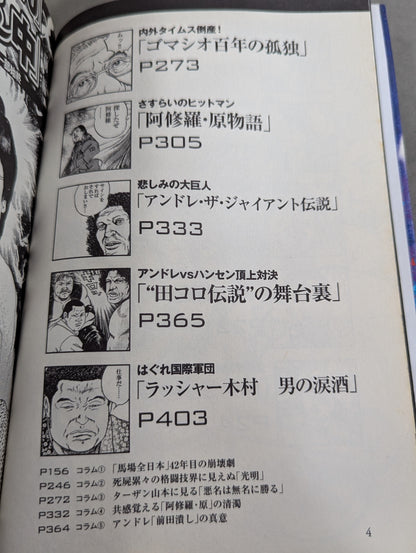 内外タイムス倒産！
「ゴマシオ百年の孤独」
P273
探したぜ
阿修羅
さすらいのヒットマン
「阿修羅・原物語」
P305
悲しみの大巨人
「アンドレ・ザ・ジャイアント伝説」
P333
アンドレvsハンセン頂上対決
「“田コロ伝説”の舞台裏」
P365
仕事だ…
はぐれ国際軍団
「ラッシャー木村　男の涙酒」
P403
P156 コラム① 「馬場全日本」42年目の崩壊劇
P246 コラム② 死屍累々の格闘技界に見えぬ「光明」
P272 コラム③ ターザン山本に見る「悪名は無名に勝る」
P332 コラム④ 共感覚える「阿修羅・原」の清濁
P364 コラム⑤ アンドレ「前田潰し」の真意
4